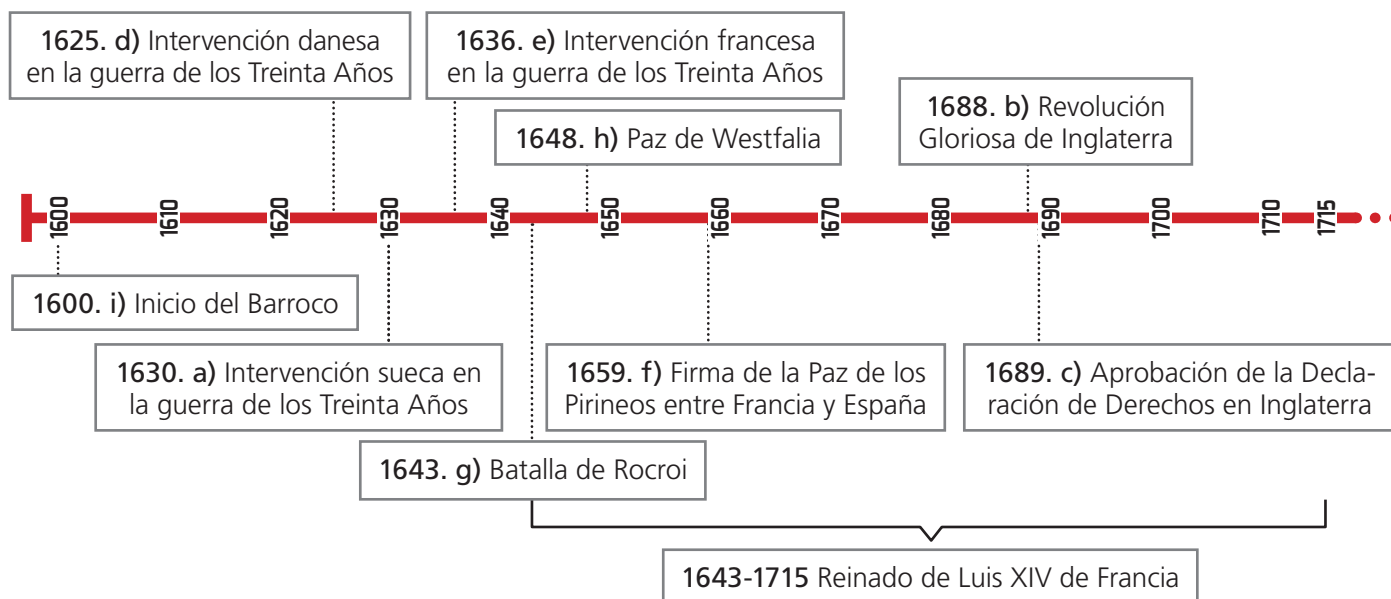 1625. d) Intervención danesa
en la guerra de los Treinta Años
1636. e) Intervención francesa
en la guerra de los Treinta Años
1648. h) Paz de Westfalia
1688. b) Revolución
Gloriosa de Inglaterra
1600
1610
1620
1630
1640
1650
1660
1670
1680
1690
1700
1710
1715
1600. i) Inicio del Barroco
1630. a) Intervención sueca en
la guerra de los Treinta Años
1659. f) Firma de la Paz de los
Pirineos entre Francia y España
1689. c) Aprobación de la Decla-
ración de Derechos en Inglaterra
1643. g) Batalla de Rocroi
1643-1715 Reinado de Luis XIV de Francia